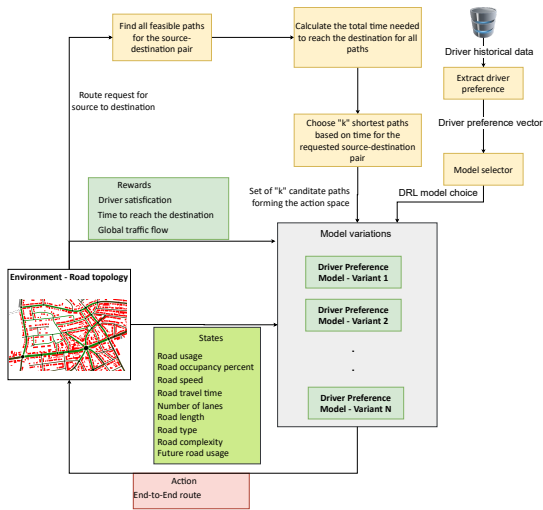 Find all feasible paths
for the source-
destination pair
Calculate the total time needed
to reach the destination for all
paths
Driver historical data
Extract driver
preference
Route request for
source to destination
Choose "k" shortest paths
based on time for the
requested source-destination
pair
Driver preference vector
Model selector
Rewards
Driver satisfication
Time to reach the destination
Global traffic flow
Set of "k" canditate paths
forming the action space
DRL model choice
Model variations
Environment - Road topology
Driver Preference
Model - Variant 1
Driver Preference
Model - Variant 2
.
.
Driver Preference
Model - Variant N
States
Road usage
Road occupancy percent
Road speed
Road travel time
Number of lanes
Road length
Road type
Road complexity
Future road usage
Action
End-to-End route